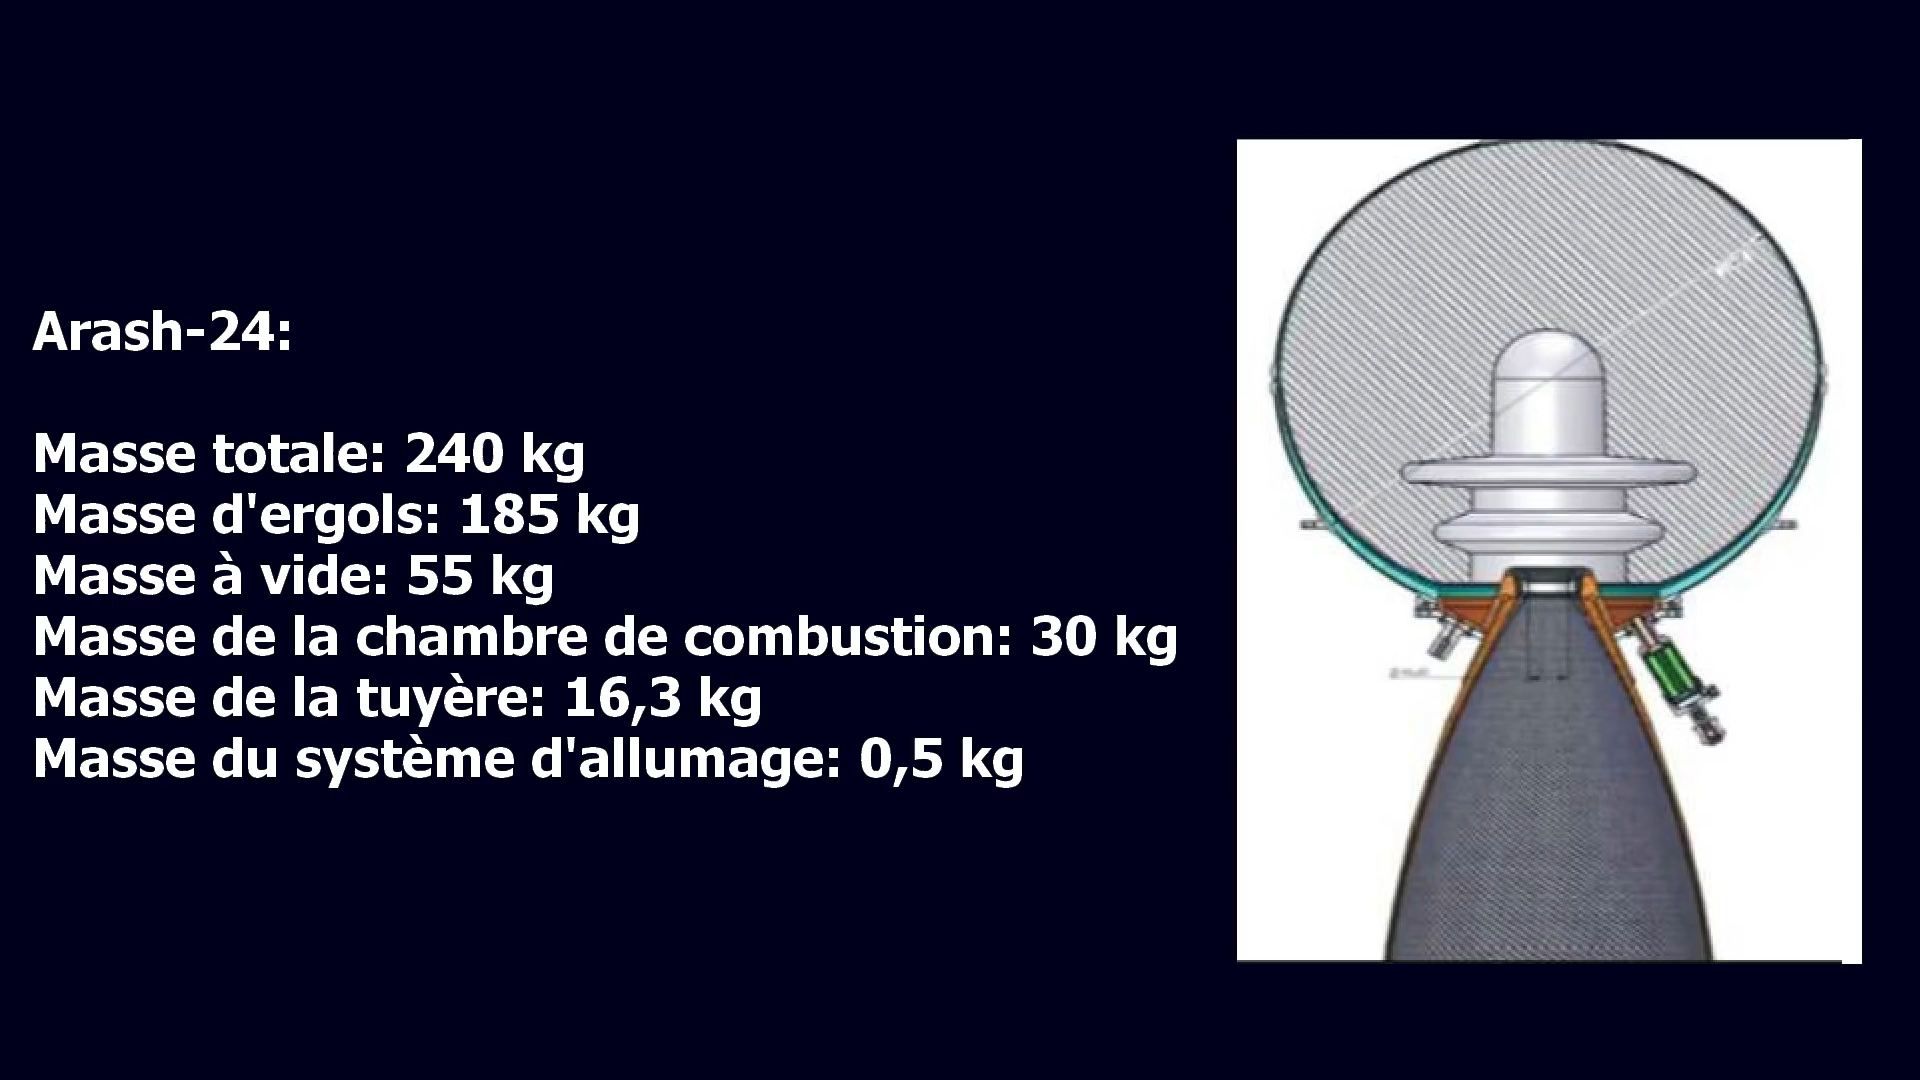 Arash-24:
Masse totale: 240 kg
Masse d'ergols: 185 kg
Masse à vide: 55 kg
Masse de la chambre de combustion: 30 kg
Masse de la tuyère: 16,3 kg
Masse du système d'allumage: 0,5 kg